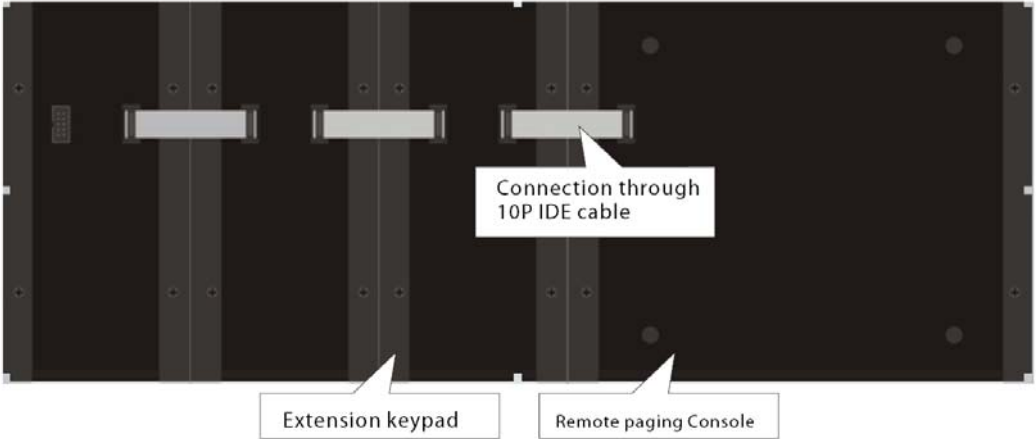 Connection through
10P IDE cable
Extension keypad
Remote paging Console